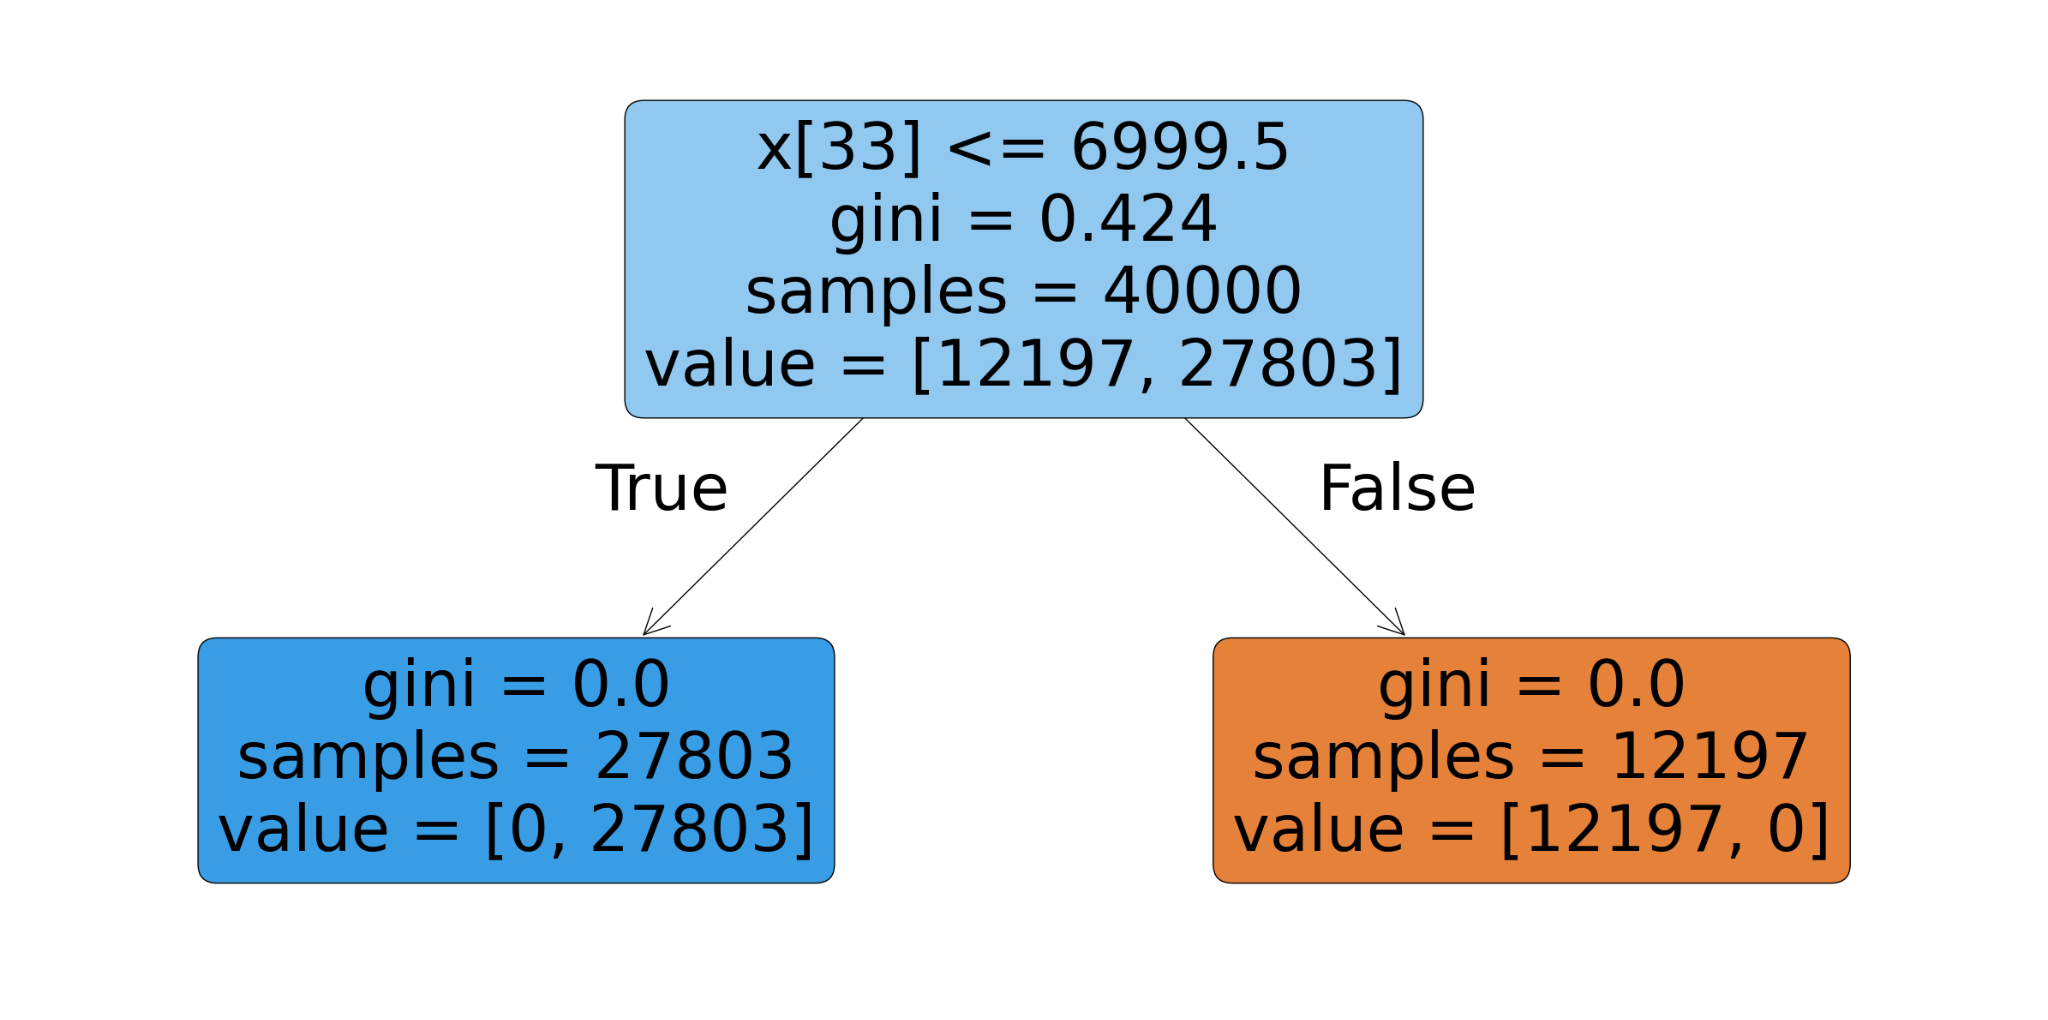 x[33] <= 6999.5
gini = 0.424
samples = 40000
value = [12197, 27803]
True
False
gini = 0.0
samples = 27803
value = [0, 27803]
gini = 0.0
samples = 12197
value = [12197, 0]